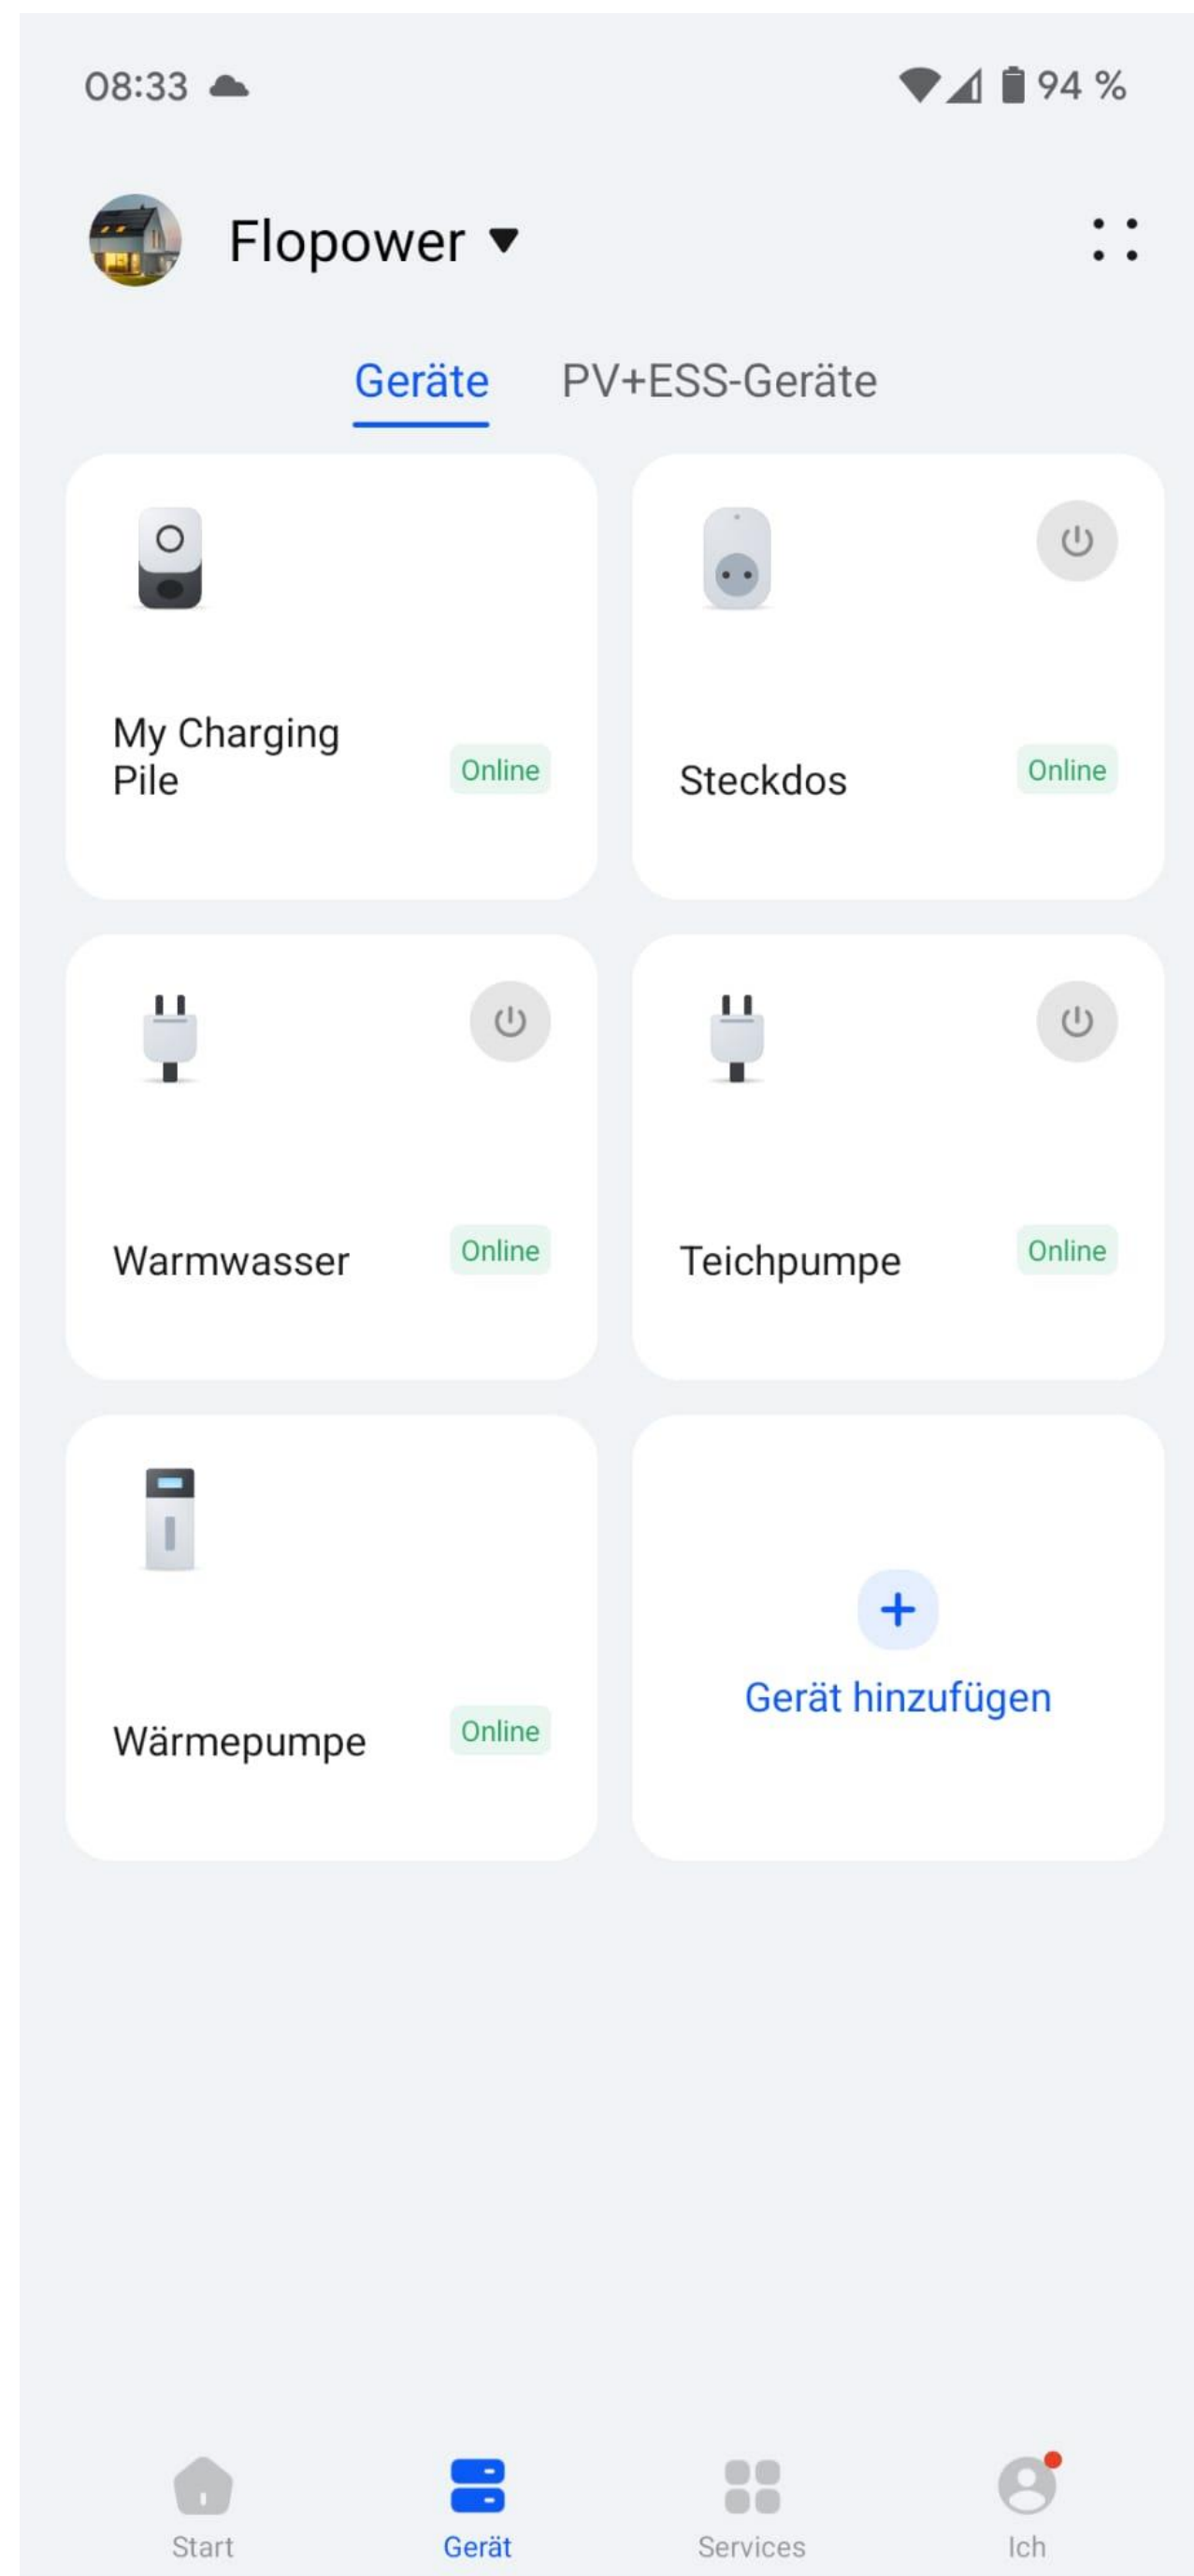 08:33
94 %
Flopower
Geräte
PV+ESS-Geräte
My Charging
Pile
Online
Steckdos
Online
Warmwasser
Online
Teichpumpe
Online
Wärmepumpe
Online
Gerät hinzufügen
Start
Gerät
Services
Ich